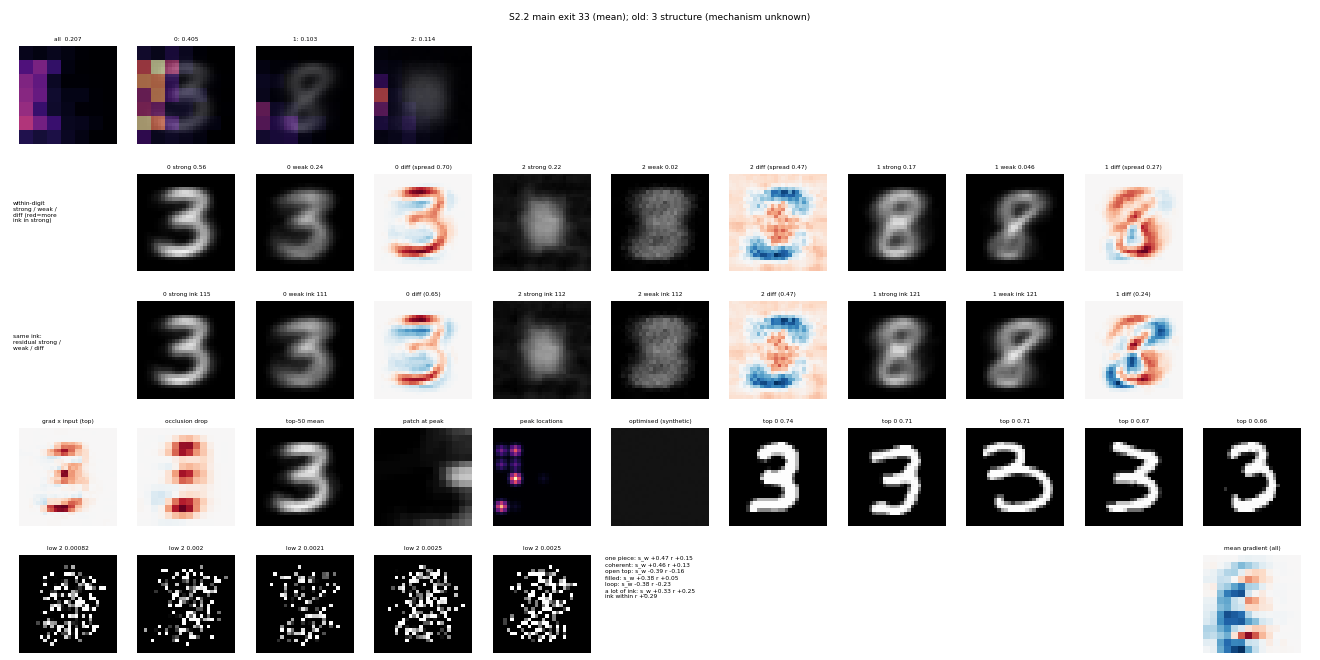 S2.2 main exit 33 (mean); old: 3 structure (mechanism unknown)
all 0.207
0: 0.405
1: 0.103
2: 0.114
within-digit
strong / weak /
diff (red=more
ink in strong)
0 strong 0.56
0 weak 0.24
0 diff (spread 0.70)
2 strong 0.22
2 weak 0.02
2 diff (spread 0.47)
1 strong 0.17
1 weak 0.046
1 diff (spread 0.27)
same ink:
residual strong /
weak / diff
0 strong ink 115
0 weak ink 111
0 diff (0.65)
2 strong ink 112
2 weak ink 112
2 diff (0.47)
1 strong ink 121
1 weak ink 121
1 diff (0.24)
grad x input (top)
occlusion drop
top-50 mean
patch at peak
peak locations
optimised (synthetic)
top 0 0.74
top 0 0.71
top 0 0.71
top 0 0.67
top 0 0.66
low 2 0.00082
low 2 0.002
low 2 0.0021
low 2 0.0025
low 2 0.0025
one piece: s_w +0.47 r +0.15
coherent: s_w +0.46 r +0.13
open top: s_w -0.39 r -0.16
filled: s_w +0.38 r +0.05
loop: s_w -0.38 r -0.23
a lot of ink: s_w +0.33 r +0.25
ink within r +0.29
mean gradient (all)